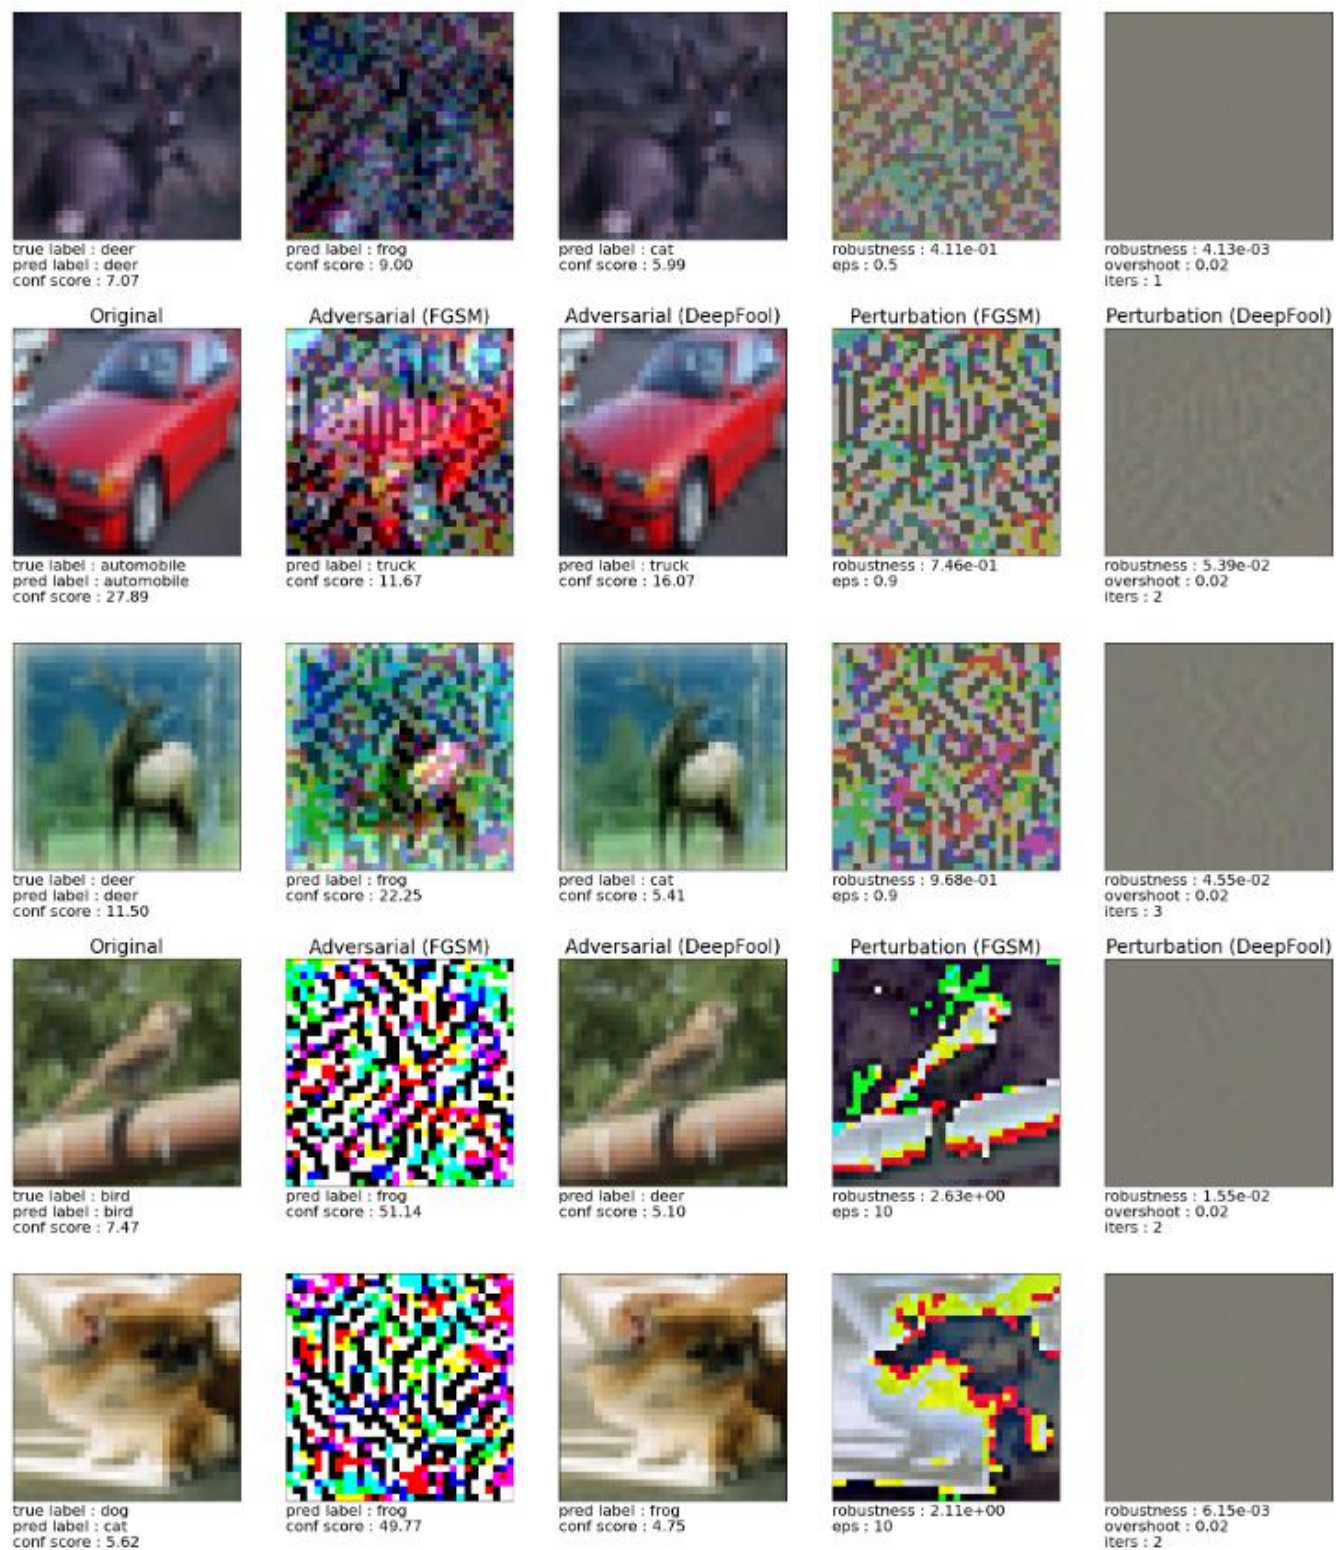 true label : deer
pred label : deer
conf score : 7.07
pred label : frog
conf score : 9.00
pred label : cat
conf score : 5.99
robustness : 4.11e-01
eps : 0.5
robustness : 4.13e-03
overshoot : 0.02
iters : 1
Original
Adversarial (FGSM)
Adversarial (DeepFool)
Perturbation (FGSM)
Perturbation (DeepFool)
true label : automobile
pred label : automobile
conf score : 27.89
pred label : truck
conf score : 11.67
pred label : truck
conf score : 16.07
robustness : 7.46e-01
eps : 0.9
robustness : 5.39e-02
overshoot : 0.02
iters : 2
true label : deer
pred label : deer
conf score : 11.50
pred label : frog
conf score : 22.25
pred label : cat
conf score : 5.41
robustness : 9.68e-01
eps : 0.9
robustness : 4.55e-02
overshoot : 0.02
iters : 3
Original
Adversarial (FGSM)
Adversarial (DeepFool)
Perturbation (FGSM)
Perturbation (DeepFool)
true label : bird
pred label : bird
conf score : 7.47
pred label : frog
conf score : 51.14
pred label : deer
conf score : 5.10
robustness : 2.63e+00
eps : 10
robustness : 1.55e-02
overshoot : 0.02
iters : 2
true label : dog
pred label : cat
conf score : 5.62
pred label : frog
conf score : 49.77
pred label : frog
conf score : 4.75
robustness : 2.11e+00
eps : 10
robustness : 6.15e-03
overshoot : 0.02
iters : 2